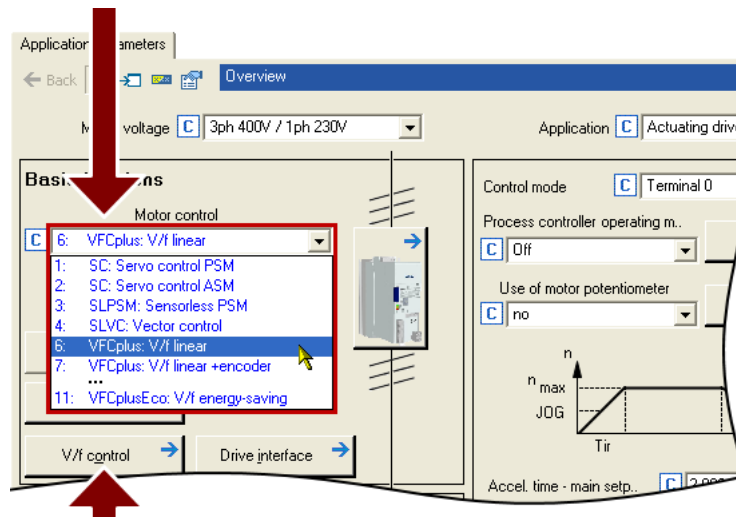 Application Parameters
Back
Overview
voltage C 3ph 400V / 1ph 230V
Application C Actuating driv
Motor control
C 6: VFCplus: V/f linear
1: SC: Servo control PSM
2: SC: Servo control ASM
3: SLPSM: Sensorless PSM
4: SLVC: Vector control
6: VFCplus: V/f linear
7: VFCplus: V/f linear +encoder
...
11: VFCplusEco: V/f energy-saving
V/f control
Drive interface
Control mode C Terminal 0
Process controller operating m..
C Off
Use of motor potentiometer
C no
n
n max
JOG
Tir
Accel. time - main setp.. C